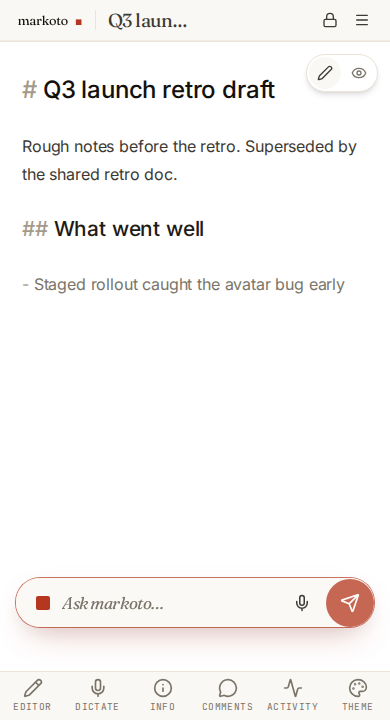 markoto
Q3 laun...
# Q3 launch retro draft
Rough notes before the retro. Superseded by
the shared retro doc.
## What went well
- Staged rollout caught the avatar bug early
Ask markoto...
EDITOR DICTATE INFO COMMENTS ACTIVITY THEME